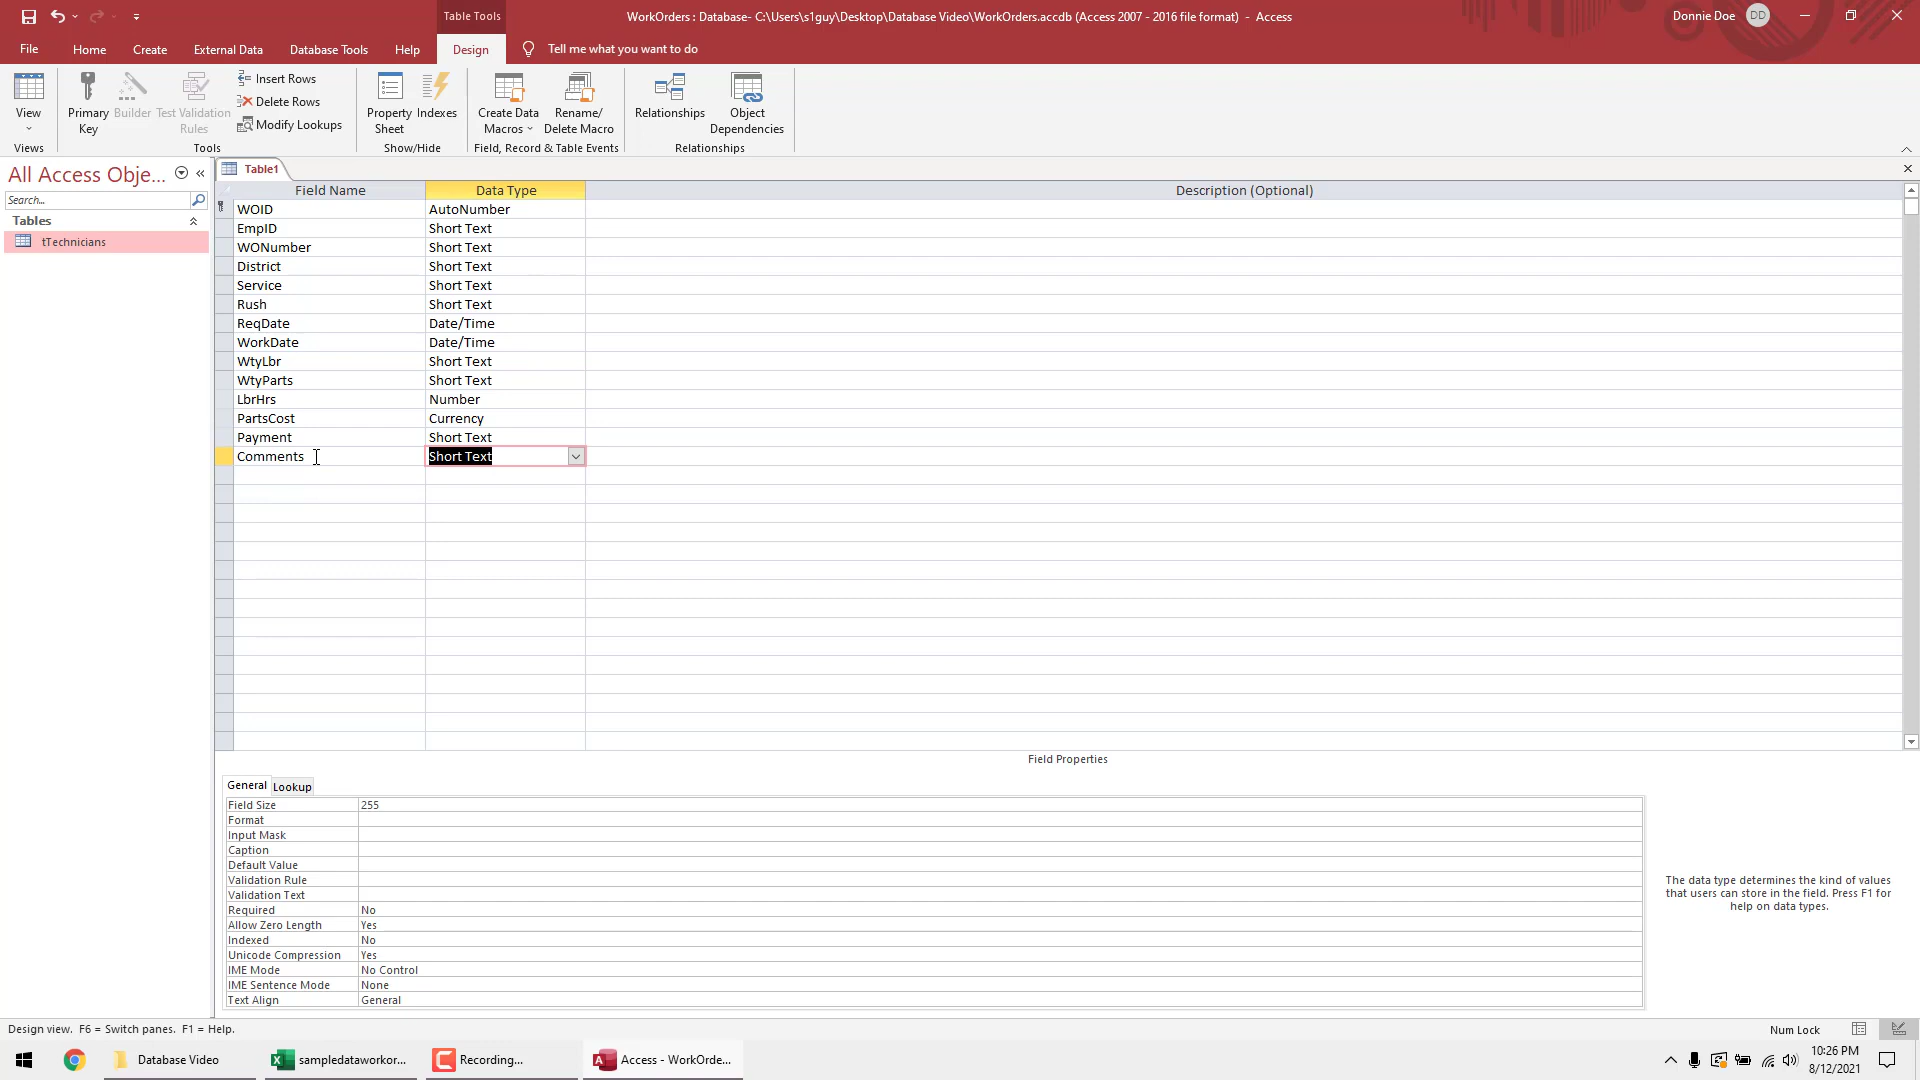 Table Tools
WorkOrders : Database- C:\Users\s1guy\Desktop\Database Video\WorkOrders.accdb (Access 2007 - 2016 file format) - Access
Donnie Doe
DD
File
Home
Create
External Data
Database Tools
Help
Design
Tell me what you want to do
View
Primary Key
Builder
Test Validation Rules
Insert Rows
Delete Rows
Modify Lookups
Property Sheet
Indexes
Create Data Macros
Rename/ Delete Macro
Relationships
Object Dependencies
Views
Tools
Show/Hide
Field, Record & Table Events
Relationships
All Access Obje...
Search...
Tables
tTechnicians
Table1
Field Name Data Type Description (Optional)
WOID AutoNumber
EmpID Short Text
WONumber Short Text
District Short Text
Service Short Text
Rush Short Text
ReqDate Date/Time
WorkDate Date/Time
WtyLbr Short Text
WtyParts Short Text
LbrHrs Number
PartsCost Currency
Payment Short Text
Comments Short Text
Field Properties
General Lookup
Field Size 255
Format
Input Mask
Caption
Default Value
Validation Rule
Validation Text
Required No
Allow Zero Length Yes
Indexed No
Unicode Compression Yes
IME Mode No Control
IME Sentence Mode None
Text Align General
The data type determines the kind of values
that users can store in the field. Press F1 for
help on data types.
Design view. F6 = Switch panes. F1 = Help.
Num Lock
Database Video
sampledataworkor...
Recording...
Access - WorkOrde...
10:26 PM
8/12/2021